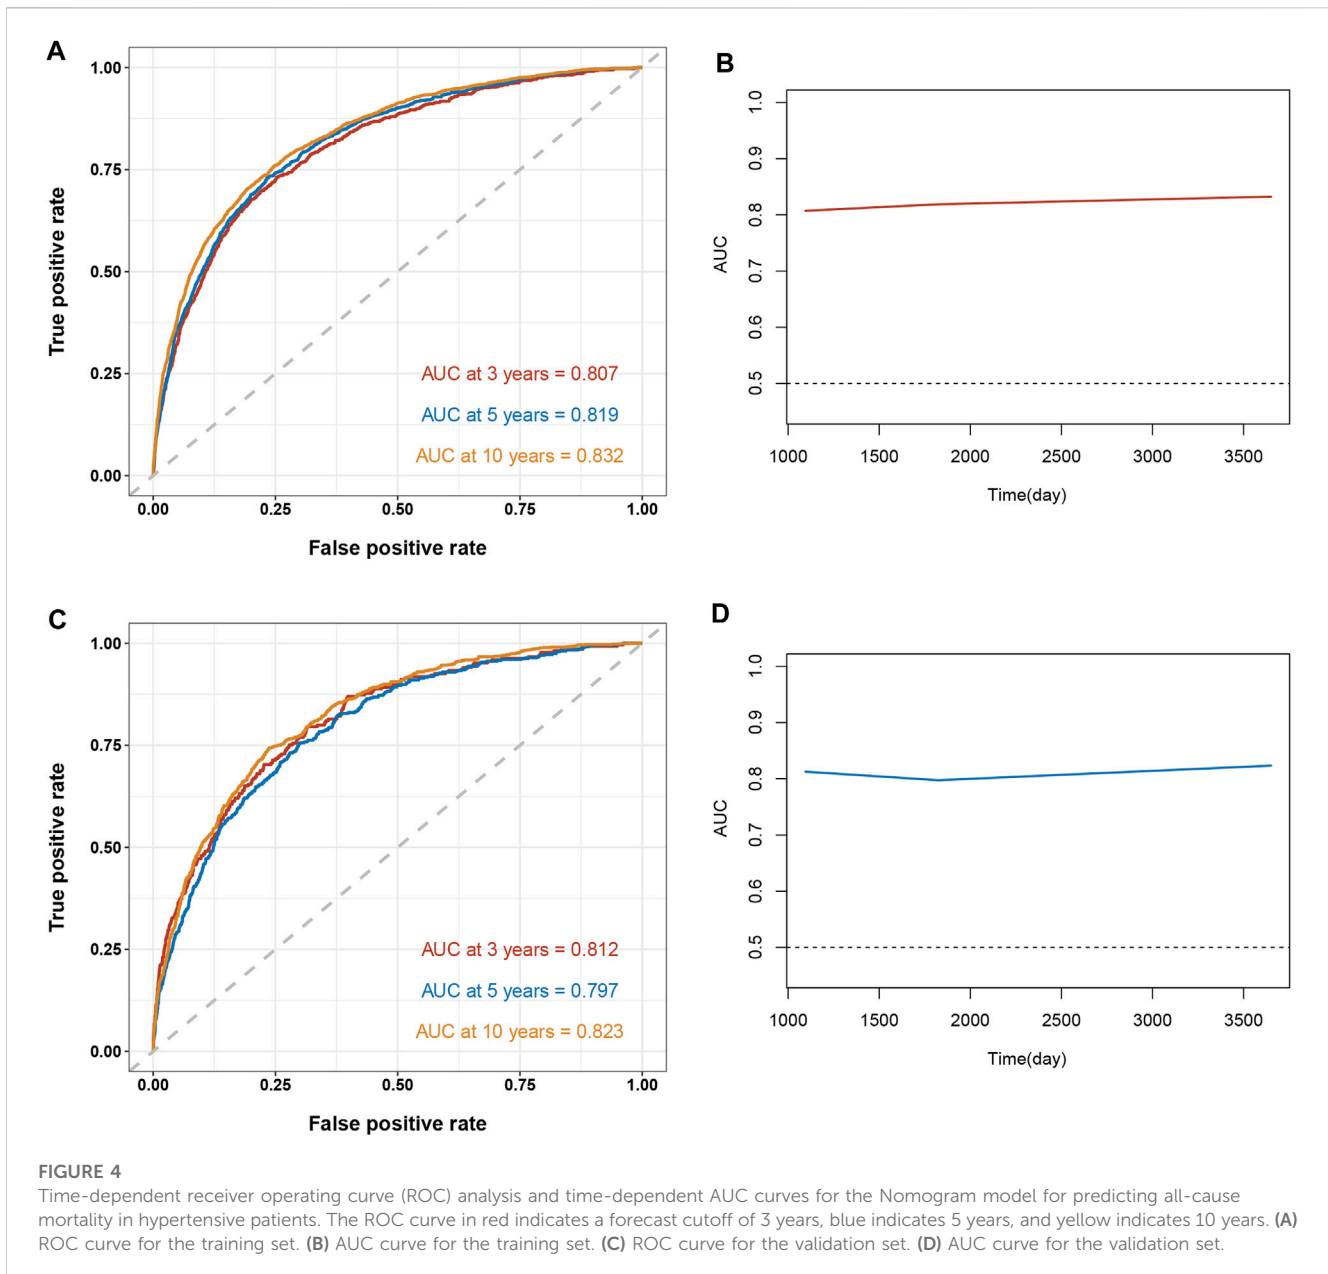 A
1.00
0.75
0.50
0.25
0.00
True positive rate
AUC at 3 years = 0.807
AUC at 5 years = 0.819
AUC at 10 years = 0.832
0.00 0.25 0.50 0.75 1.00
False positive rate
B
1.0
0.9
0.8
0.7
0.6
0.5
AUC
1000 1500 2000 2500 3000 3500
Time(day)
C
1.00
0.75
0.50
0.25
0.00
True positive rate
AUC at 3 years = 0.812
AUC at 5 years = 0.797
AUC at 10 years = 0.823
0.00 0.25 0.50 0.75 1.00
False positive rate
D
1.0
0.9
0.8
0.7
0.6
0.5
AUC
1000 1500 2000 2500 3000 3500
Time(day)
FIGURE 4
Time-dependent receiver operating curve (ROC) analysis and time-dependent AUC curves for the Nomogram model for predicting all-cause
mortality in hypertensive patients. The ROC curve in red indicates a forecast cutoff of 3 years, blue indicates 5 years, and yellow indicates 10 years. (A)
ROC curve for the training set. (B) AUC curve for the training set. (C) ROC curve for the validation set. (D) AUC curve for the validation set.